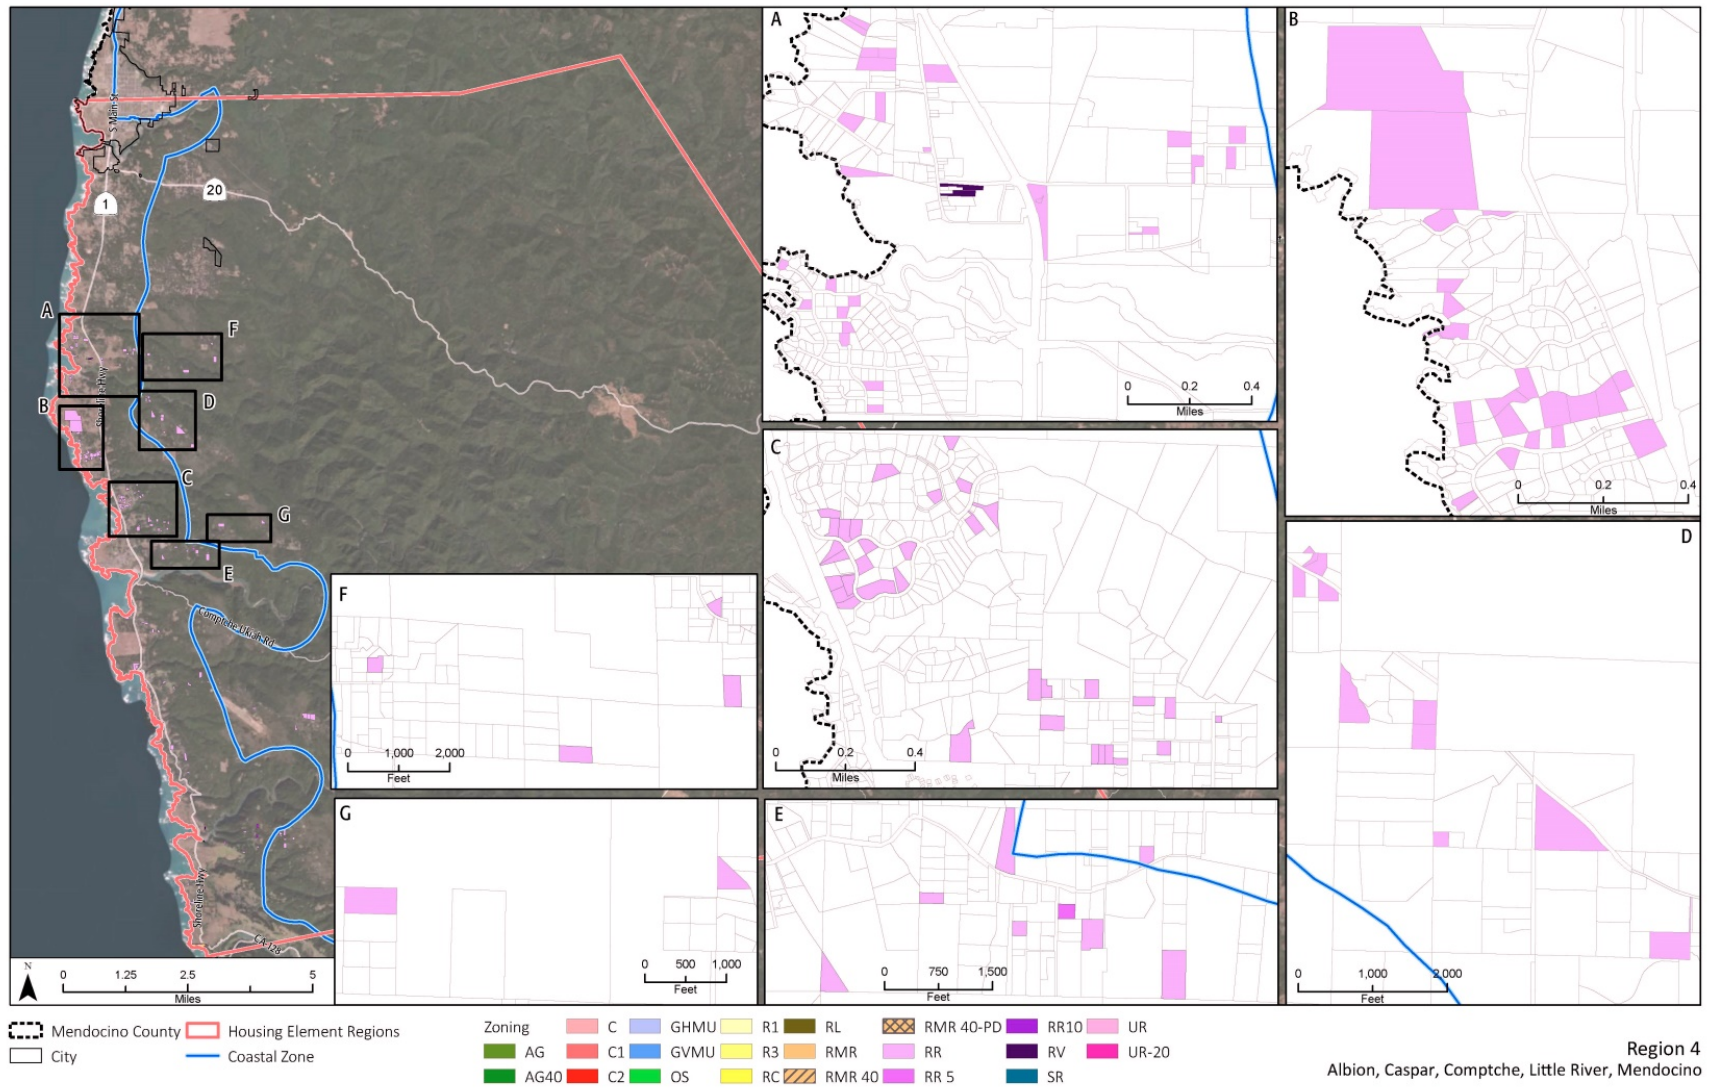 S Main St
20
1
A
F
Shoreline Hwy
B
D
C
G
E
Comptche Ukiah Rd
Shoreline Hwy
CA 128
N
0 1.25 2.5 5
Miles
A
0 0.2 0.4
Miles
B
0 0.2 0.4
Miles
C
0 0.2 0.4
Miles
D
0 1,000 2,000
Feet
F
0 1,000 2,000
Feet
G
0 500 1,000
Feet
E
0 750 1,500
Feet
Mendocino County
Housing Element Regions
City
Coastal Zone
Zoning
AG
AG40
C
C1
C2
GHMU
GVMU
OS
R1
R3
RC
RL
RMR
RMR 40
RMR 40-PD
RR
RR 5
RR10
RV
SR
UR
UR-20
Region 4
Albion, Caspar, Comptche, Little River, Mendocino